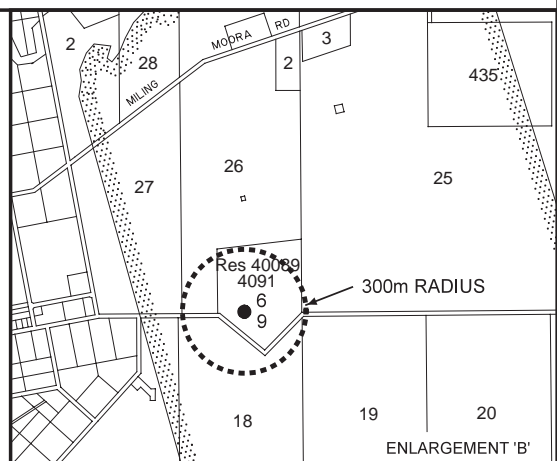 2
28
MOORA RD
MILING
2
3
435
27
26
25
Res 40089
4091
6
9
300m RADIUS
18
19
20
ENLARGEMENT 'B'